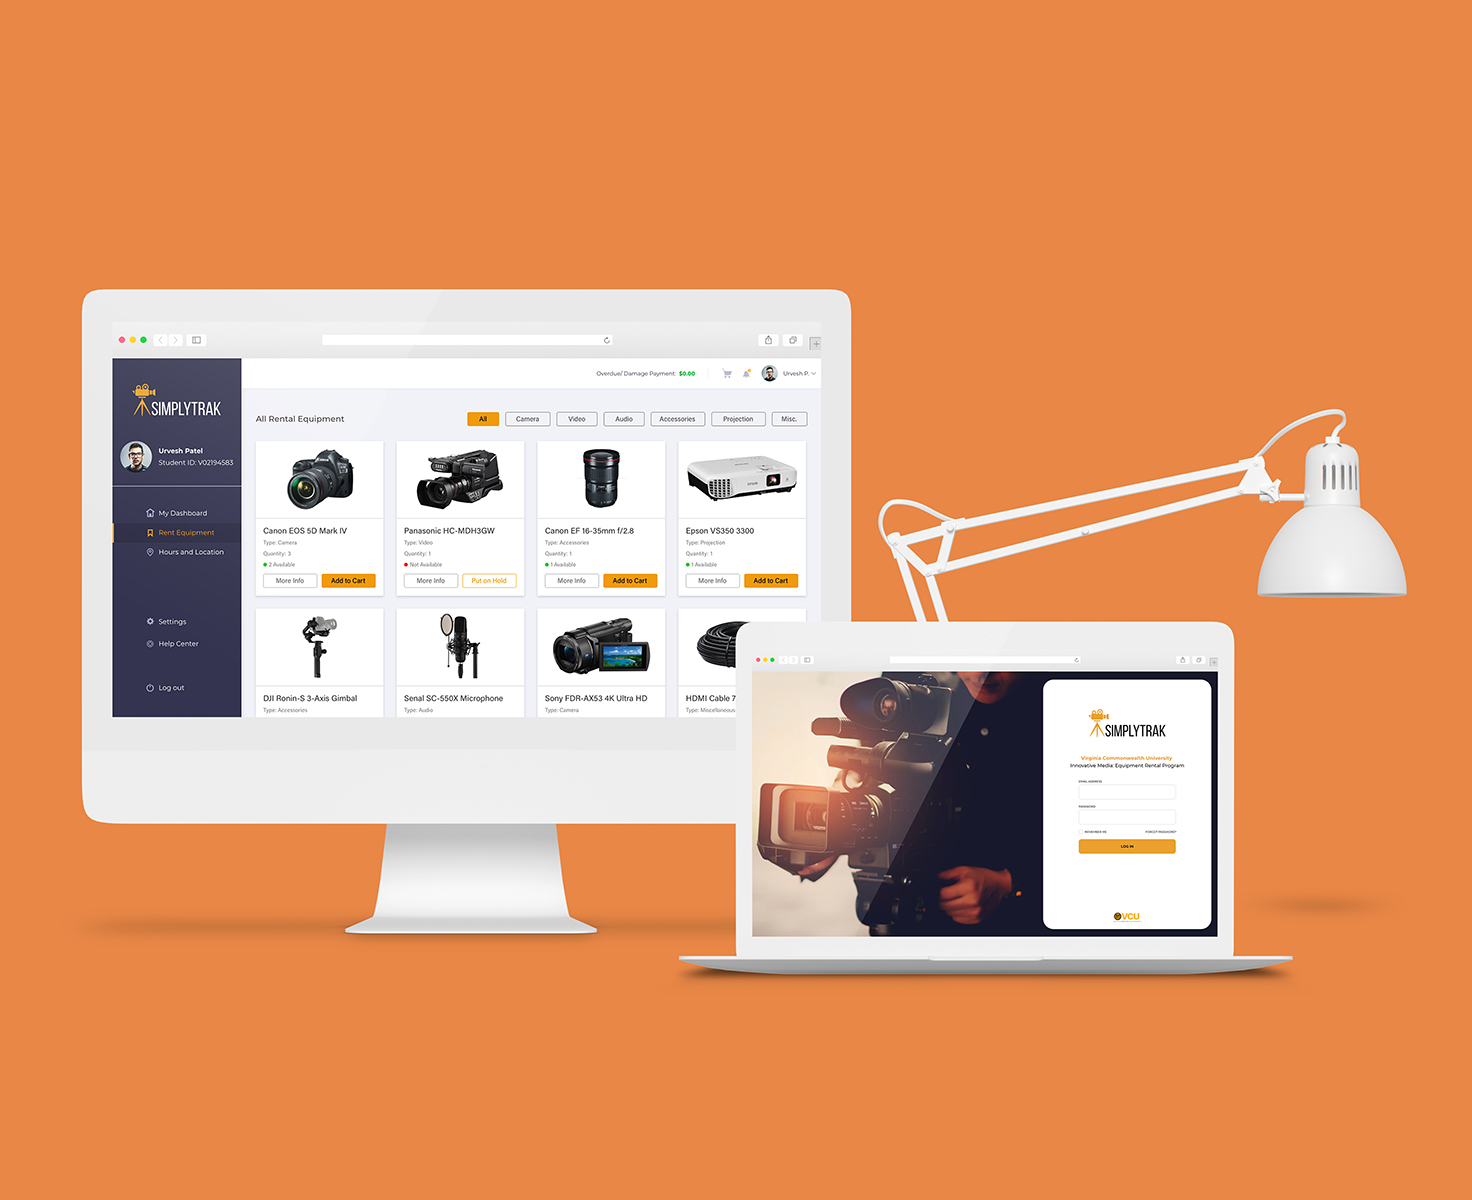 SIMPLYTRAK
Urvesh Patel
Student ID: V02194583
My Dashboard
Rent Equipment
Hours and Location
Settings
Help Center
Log out
Overdue/ Damage Payment: $0.00
Urvesh P.
All Rental Equipment
All
Camera
Video
Audio
Accessories
Projection
Misc.
Canon EOS 5D Mark IV
Type: Camera
Quantity: 3
2 Available
More Info
Add to Cart
Panasonic HC-MDH3GW
Type: Video
Quantity: 1
Not Available
More Info
Put on Hold
Canon EF 16-35mm f/2.8
Type: Accessories
Quantity: 1
1 Available
More Info
Add to Cart
Epson VS350 3300
Type: Projection
Quantity: 1
1 Available
More Info
Add to Cart
DJI Ronin-S 3-Axis Gimbal
Type: Accessories
Senal SC-550X Microphone
Type: Audio
Sony FDR-AX53 4K Ultra HD
Type: Camera
HDMI Cable 7
Type: Miscellaneous
SIMPLYTRAK
Virginia Commonwealth University
Innovative Media: Equipment Rental Program
EMAIL ADDRESS
PASSWORD
REMEMBER ME
FORGOT PASSWORD?
LOG IN
VCU